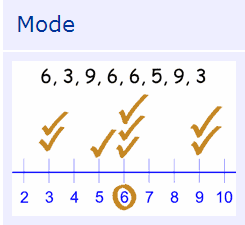 Mode
6, 3, 9, 6, 6, 5, 9, 3
2 3 4 5 6 7 8 9 10